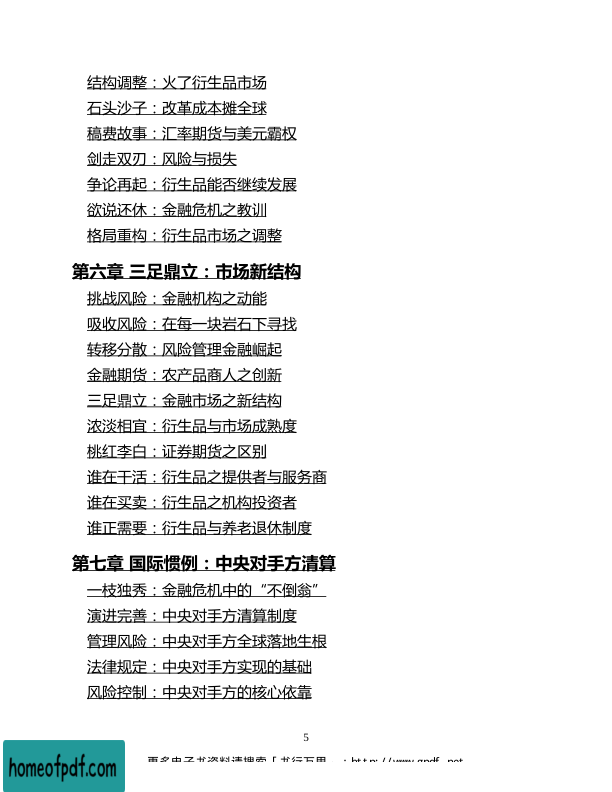 结构调整：火了衍生品市场
石头沙子：改革成本摊全球
稿费故事：汇率期货与美元霸权
剑走双刃：风险与损失
争论再起：衍生品能否继续发展
欲说还休：金融危机之教训
格局重构：衍生品市场之调整
第六章 三足鼎立：市场新结构
挑战风险：金融机构之动能
吸收风险：在每一块岩石下寻找
转移分散：风险管理金融崛起
金融期货：农产品商人之创新
三足鼎立：金融市场之新结构
浓淡相宜：衍生品与市场成熟度
桃红李白：证券期货之区别
谁在干活：衍生品之提供者与服务商
谁在买卖：衍生品之机构投资者
谁正需要：衍生品与养老退休制度
第七章 国际惯例：中央对手方清算
一枝独秀：金融危机中的“不倒翁”
演进完善：中央对手方清算制度
管理风险：中央对手方全球落地生根
法律规定：中央对手方实现的基础
风险控制：中央对手方的核心依靠
5
homeofpdf.com